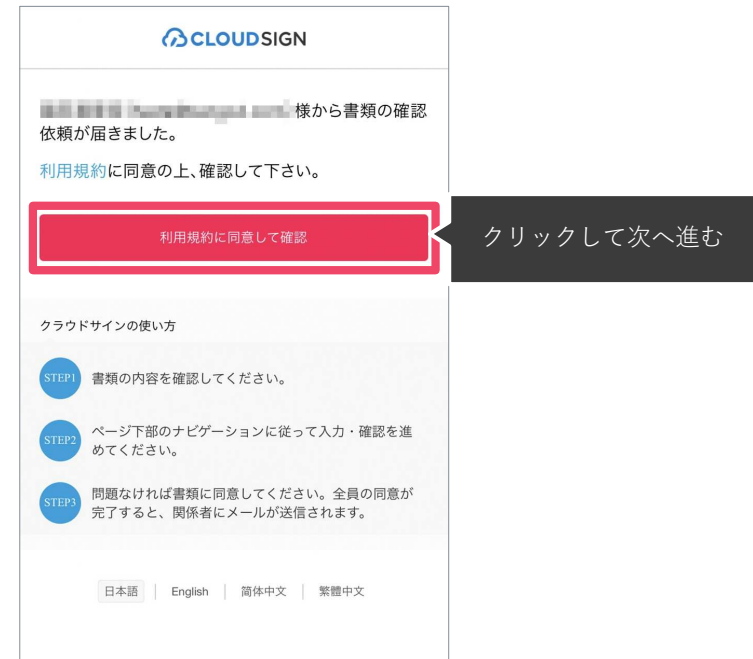 CLOUDSIGN
様から書類の確認
依頼が届きました。
利用規約に同意の上、確認して下さい。
利用規約に同意して確認
クリックして次へ進む
クラウドサインの使い方
STEP1 書類の内容を確認してください。
STEP2 ページ下部のナビゲーションに従って入力・確認を進
めてください。
STEP3 問題なければ書類に同意してください。全員の同意が
完了すると、関係者にメールが送信されます。
日本語 | English | 简体中文 | 繁體中文